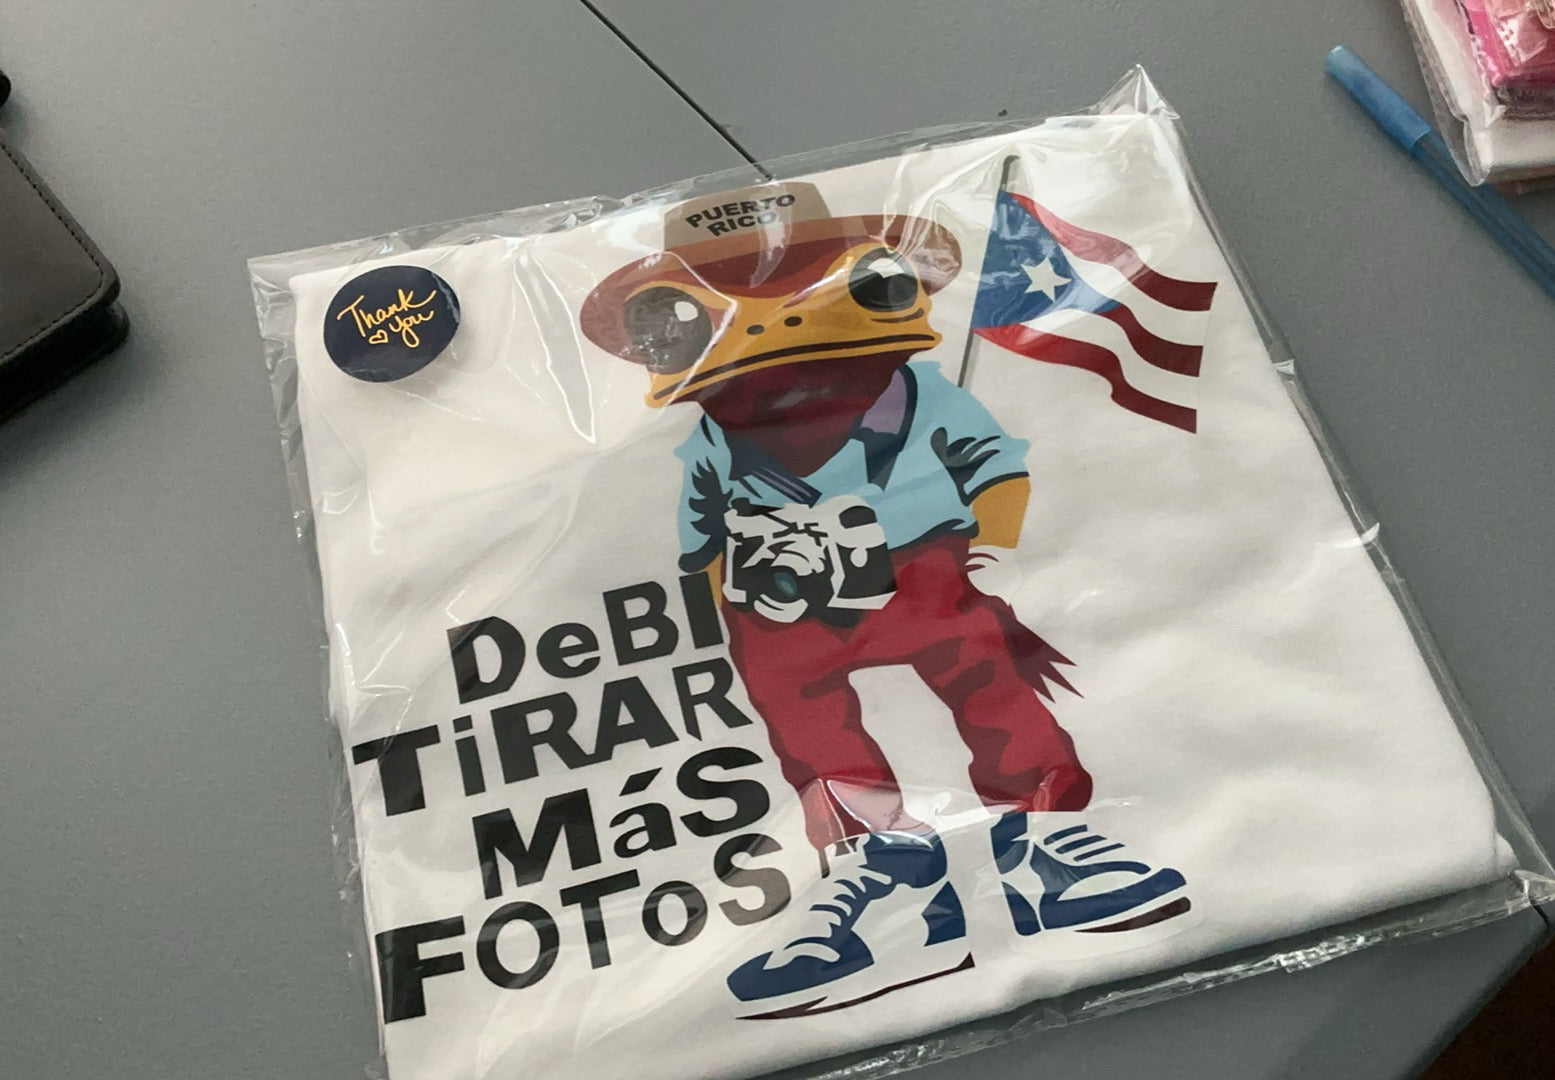 PUERTO
RICO
Thank
You
DeBI
TiRAR
MáS
FOToS